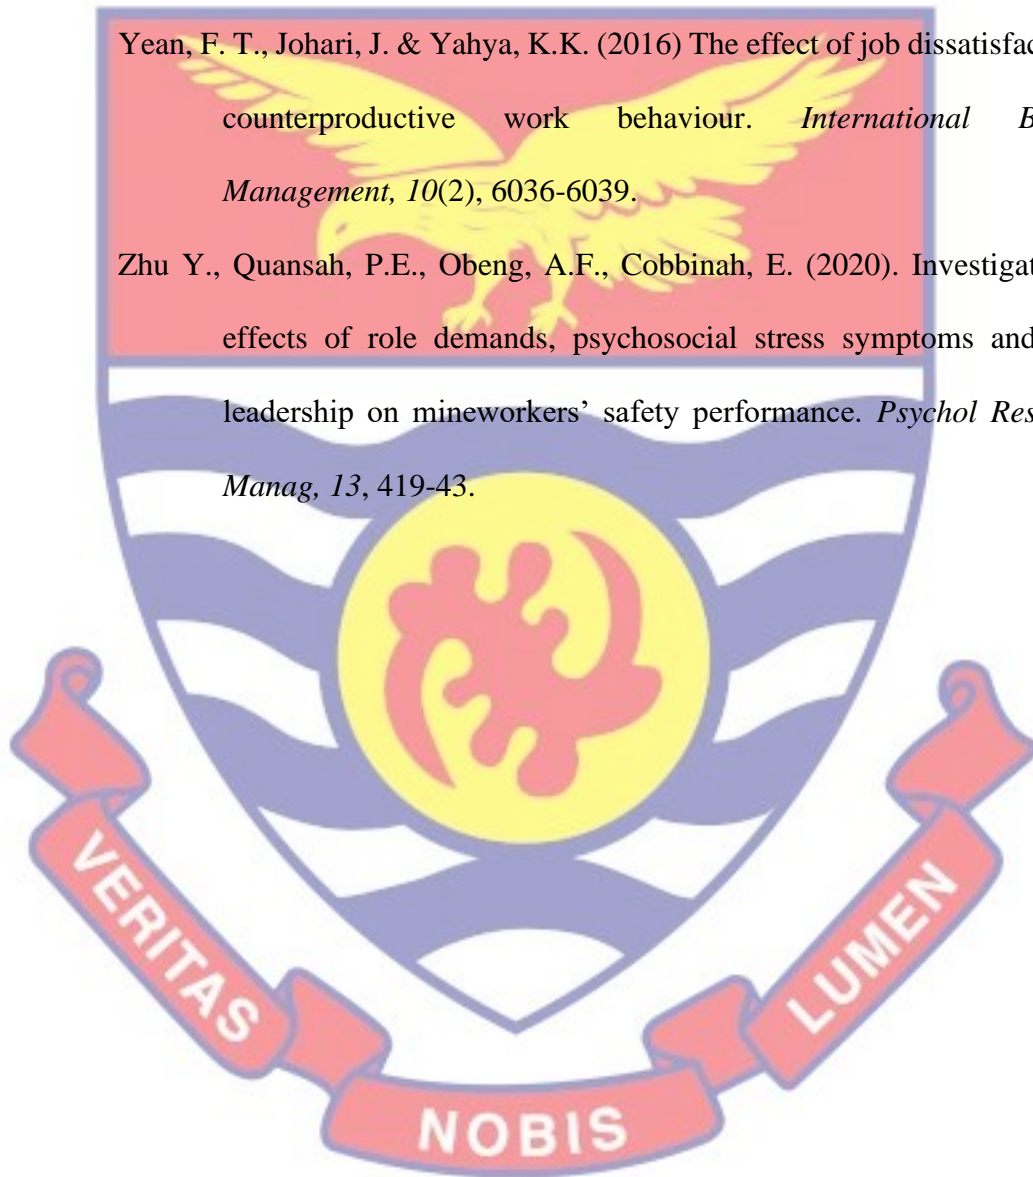 Yean, F. T., Johari, J. & Yahya, K.K. (2016) The effect of job dissatisfac
counterproductive work behaviour. International B
Management, 10(2), 6036-6039.
Zhu Y., Quansah, P.E., Obeng, A.F., Cobbinah, E. (2020). Investigat
effects of role demands, psychosocial stress symptoms and
leadership on mineworkers’ safety performance. Psychol Res
Manag, 13, 419-43.
VERITAS
NOBIS
LUMEN